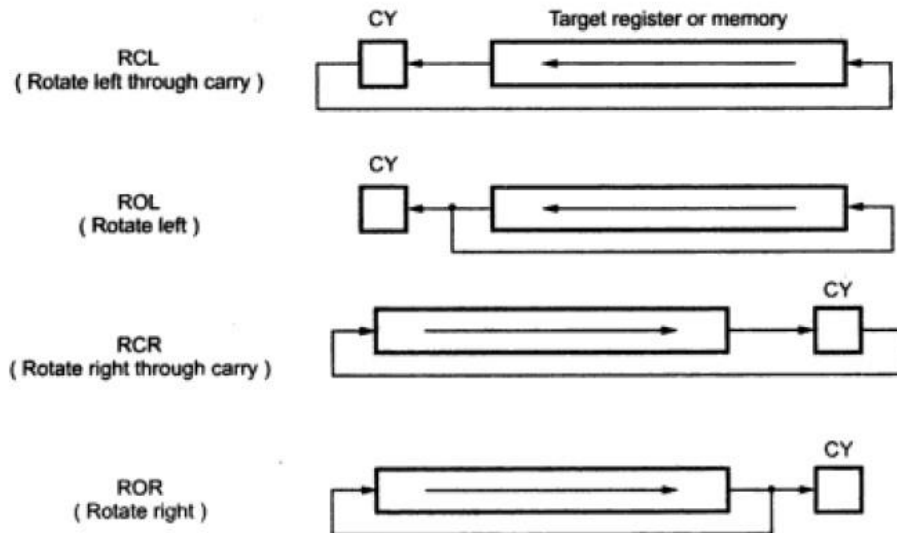 CY
Target register or memory
RCL
( Rotate left through carry )
CY
ROL
( Rotate left )
CY
RCR
( Rotate right through carry )
CY
ROR
( Rotate right )